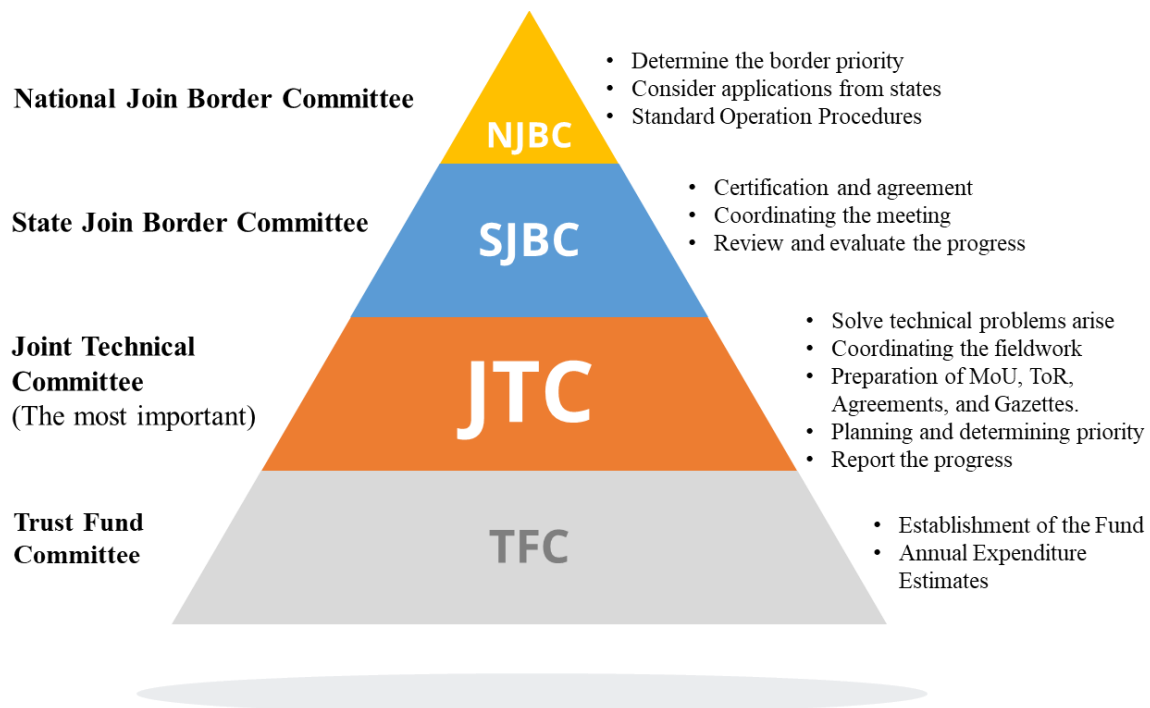 National Join Border Committee
NJBC
• Determine the border priority
• Consider applications from states
• Standard Operation Procedures
State Join Border Committee
SJBC
• Certification and agreement
• Coordinating the meeting
• Review and evaluate the progress
Joint Technical
Committee
(The most important)
JTC
• Solve technical problems arise
• Coordinating the fieldwork
• Preparation of MoU, ToR,
Agreements, and Gazettes.
• Planning and determining priority
• Report the progress
Trust Fund
Committee
TFC
• Establishment of the Fund
• Annual Expenditure
Estimates